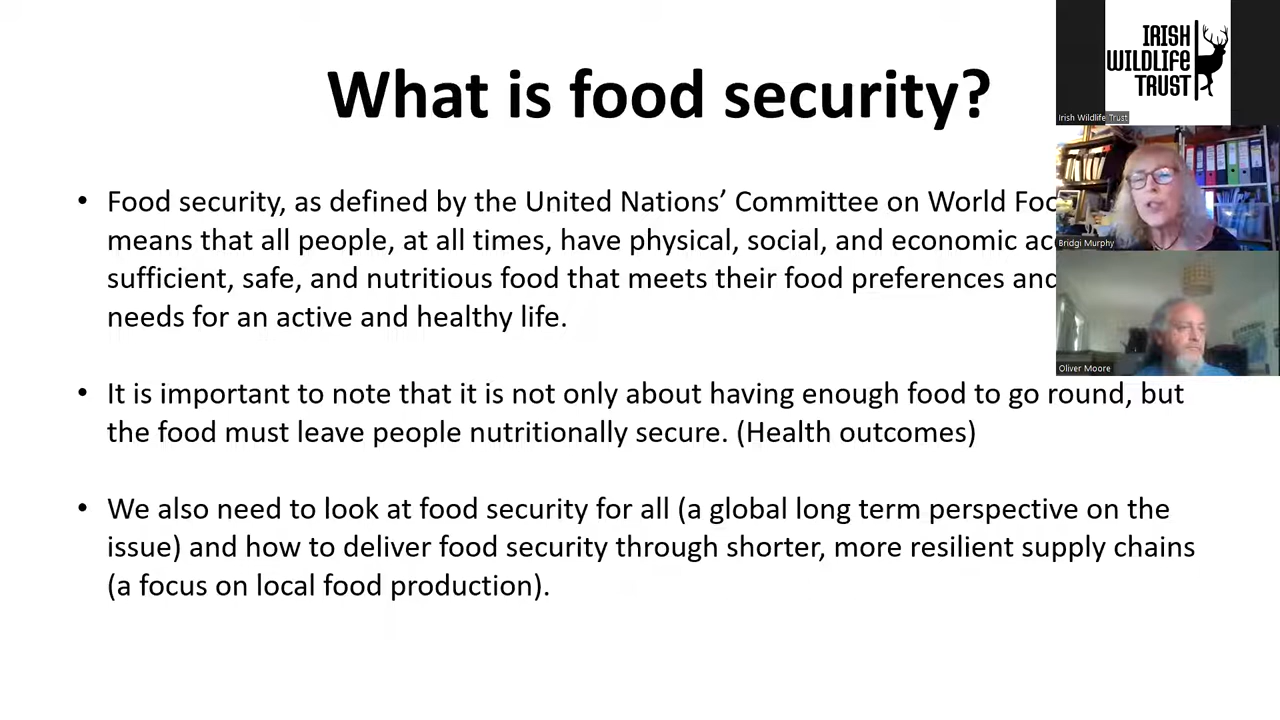 What is food security?
• Food security, as defined by the United Nations’ Committee on World
means that all people, at all times, have physical, social, and economic
sufficient, safe, and nutritious food that meets their food preferences and
needs for an active and healthy life.
• It is important to note that it is not only about having enough food to go round, but
the food must leave people nutritionally secure. (Health outcomes)
• We also need to look at food security for all (a global long term perspective on the
issue) and how to deliver food security through shorter, more resilient supply chains
(a focus on local food production).
IRISH
WILDLIFE
TRUST
Irish Wildlife Trust
Bridgi Murphy
Oliver Moore